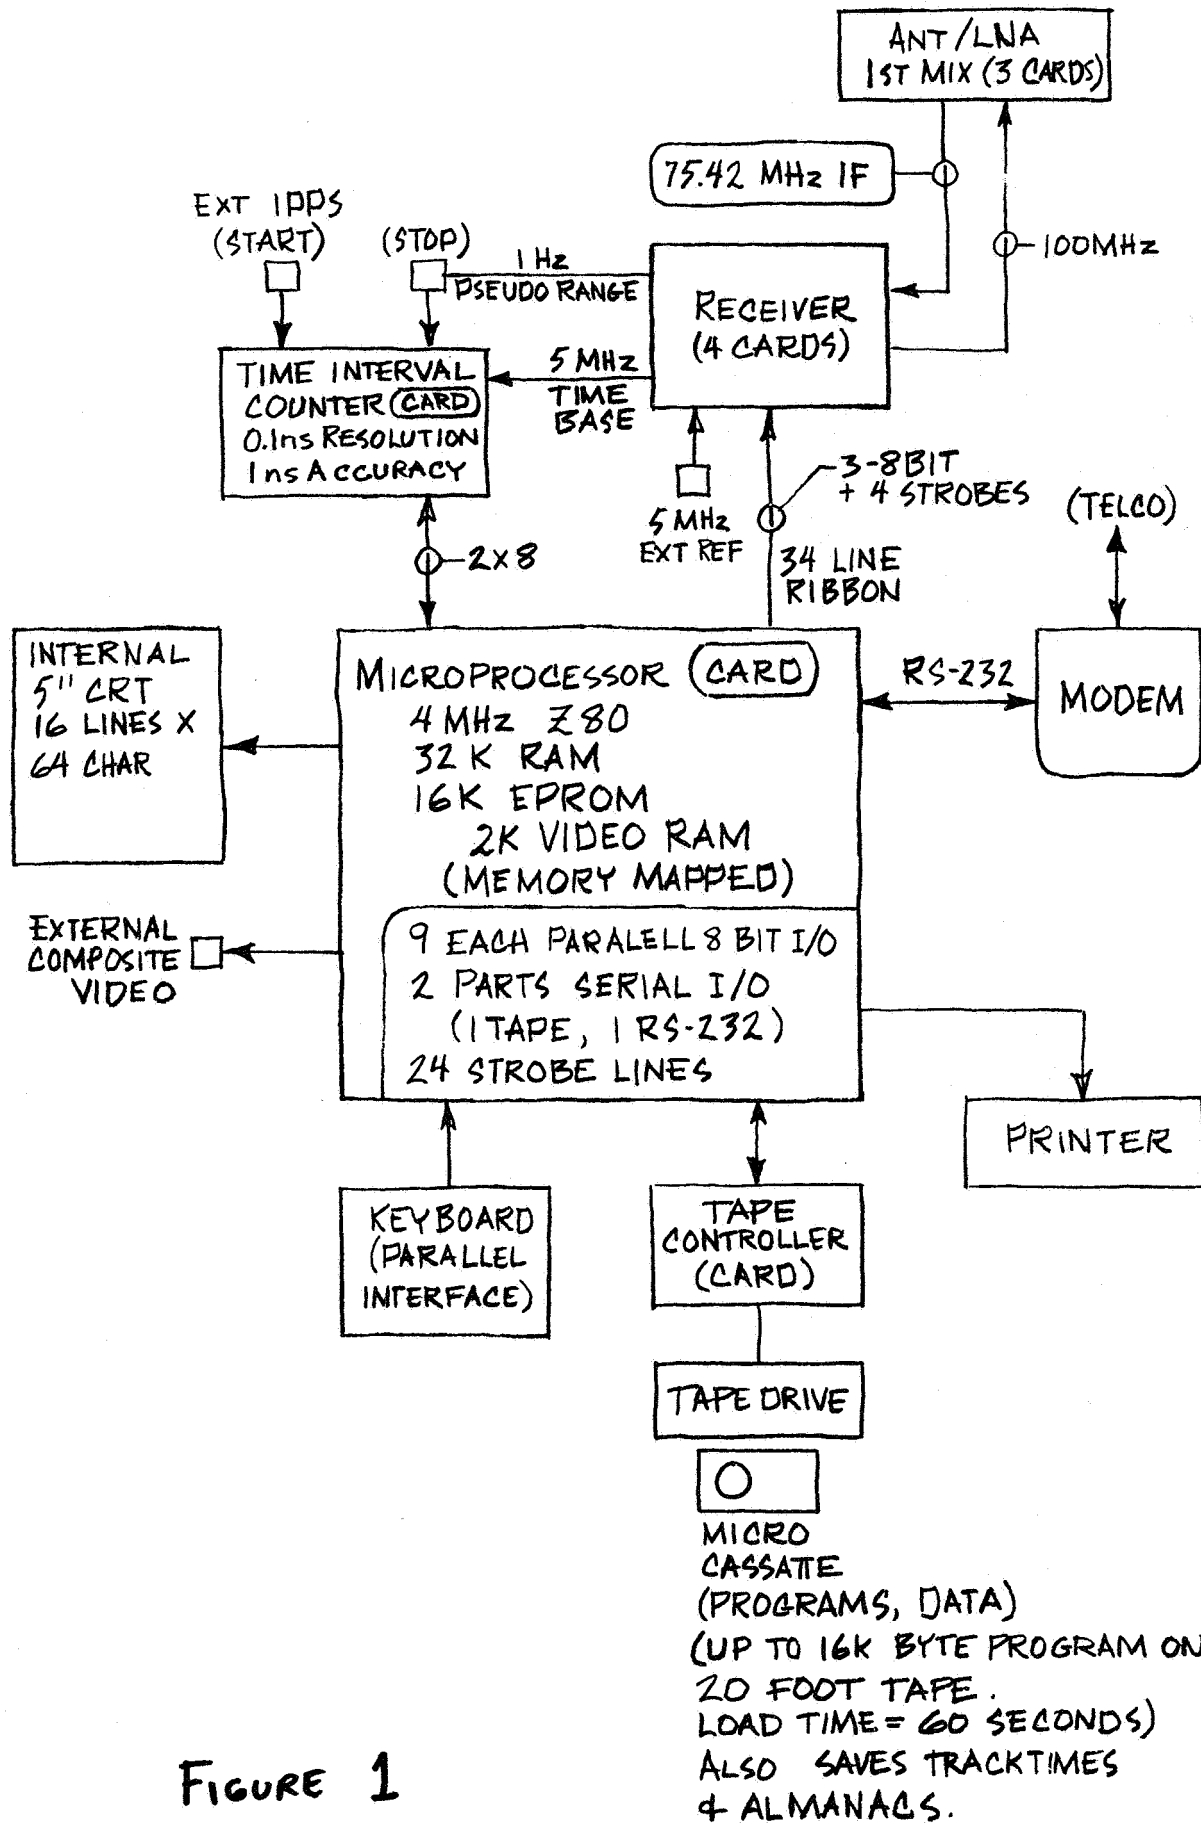 ANT/LNA
1ST MIX (3 CARDS)
75.42 MHz IF
100MHz
EXT 1PPS
(START)
(STOP)
1 Hz
PSEUDO RANGE
RECEIVER
(4 CARDS)
TIME INTERVAL
COUNTER (CARD)
0.1ns RESOLUTION
1ns ACCURACY
5 MHz
TIME
BASE
3-8BIT
+ 4 STROBES
5 MHz
EXT REF
34 LINE
RIBBON
(TELCO)
2X8
INTERNAL
5" CRT
16 LINES X
64 CHAR
MICROPROCESSOR (CARD)
4 MHz Z80
32K RAM
16K EPROM
2K VIDEO RAM
(MEMORY MAPPED)
RS-232
MODEM
EXTERNAL
COMPOSITE
VIDEO
9 EACH PARALELL 8 BIT I/O
2 PARTS SERIAL I/O
(1 TAPE, 1 RS-232)
24 STROBE LINES
PRINTER
KEYBOARD
(PARALLEL
INTERFACE)
TAPE
CONTROLLER
(CARD)
TAPE DRIVE
MICRO
CASSATTE
(PROGRAMS, DATA)
(UP TO 16K BYTE PROGRAM ON
20 FOOT TAPE.
LOAD TIME = 60 SECONDS)
ALSO SAVES TRACKTIMES
& ALMANACS.
FIGURE 1